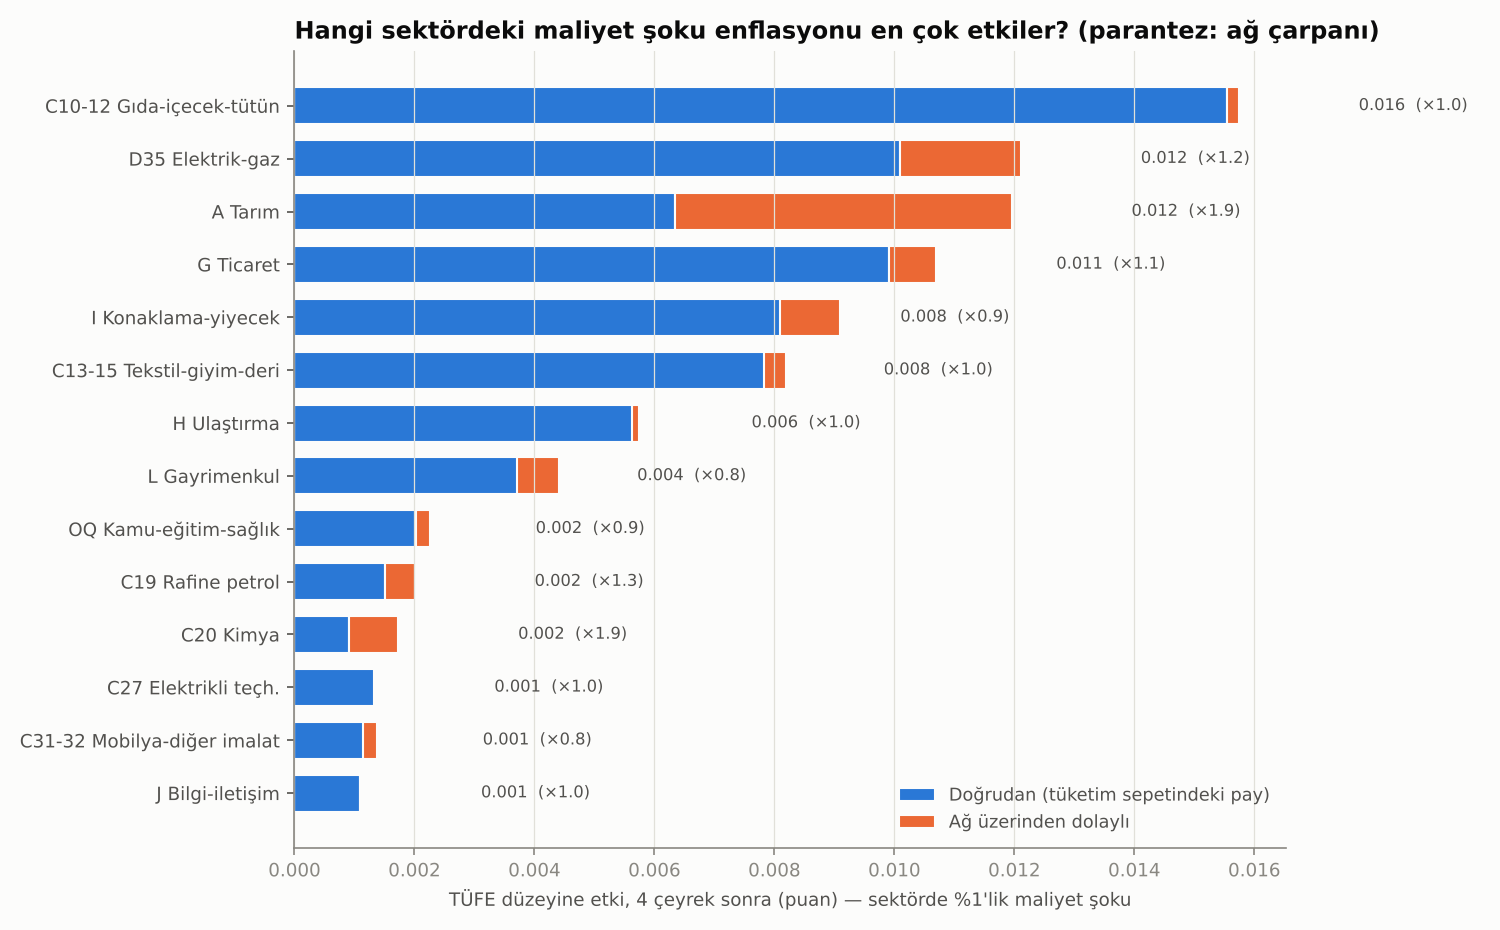 Hangi sektördeki maliyet şoku enflasyonu en çok etkiler? (parantez: ağ çarpanı)
C10-12 Gıda-içecek-tütün 0.016 (×1.0)
D35 Elektrik-gaz 0.012 (×1.2)
A Tarım 0.012 (×1.9)
G Ticaret 0.011 (×1.1)
I Konaklama-yiyecek 0.008 (×0.9)
C13-15 Tekstil-giyim-deri 0.008 (×1.0)
H Ulaştırma 0.006 (×1.0)
L Gayrimenkul 0.004 (×0.8)
OQ Kamu-eğitim-sağlık 0.002 (×0.9)
C19 Rafine petrol 0.002 (×1.3)
C20 Kimya 0.002 (×1.9)
C27 Elektrikli teçh. 0.001 (×1.0)
C31-32 Mobilya-diğer imalat 0.001 (×0.8)
J Bilgi-iletişim 0.001 (×1.0)
Doğrudan (tüketim sepetindeki pay)
Ağ üzerinden dolaylı
0.000 0.002 0.004 0.006 0.008 0.010 0.012 0.014 0.016
TÜFE düzeyine etki, 4 çeyrek sonra (puan) — sektörde %1'lik maliyet şoku